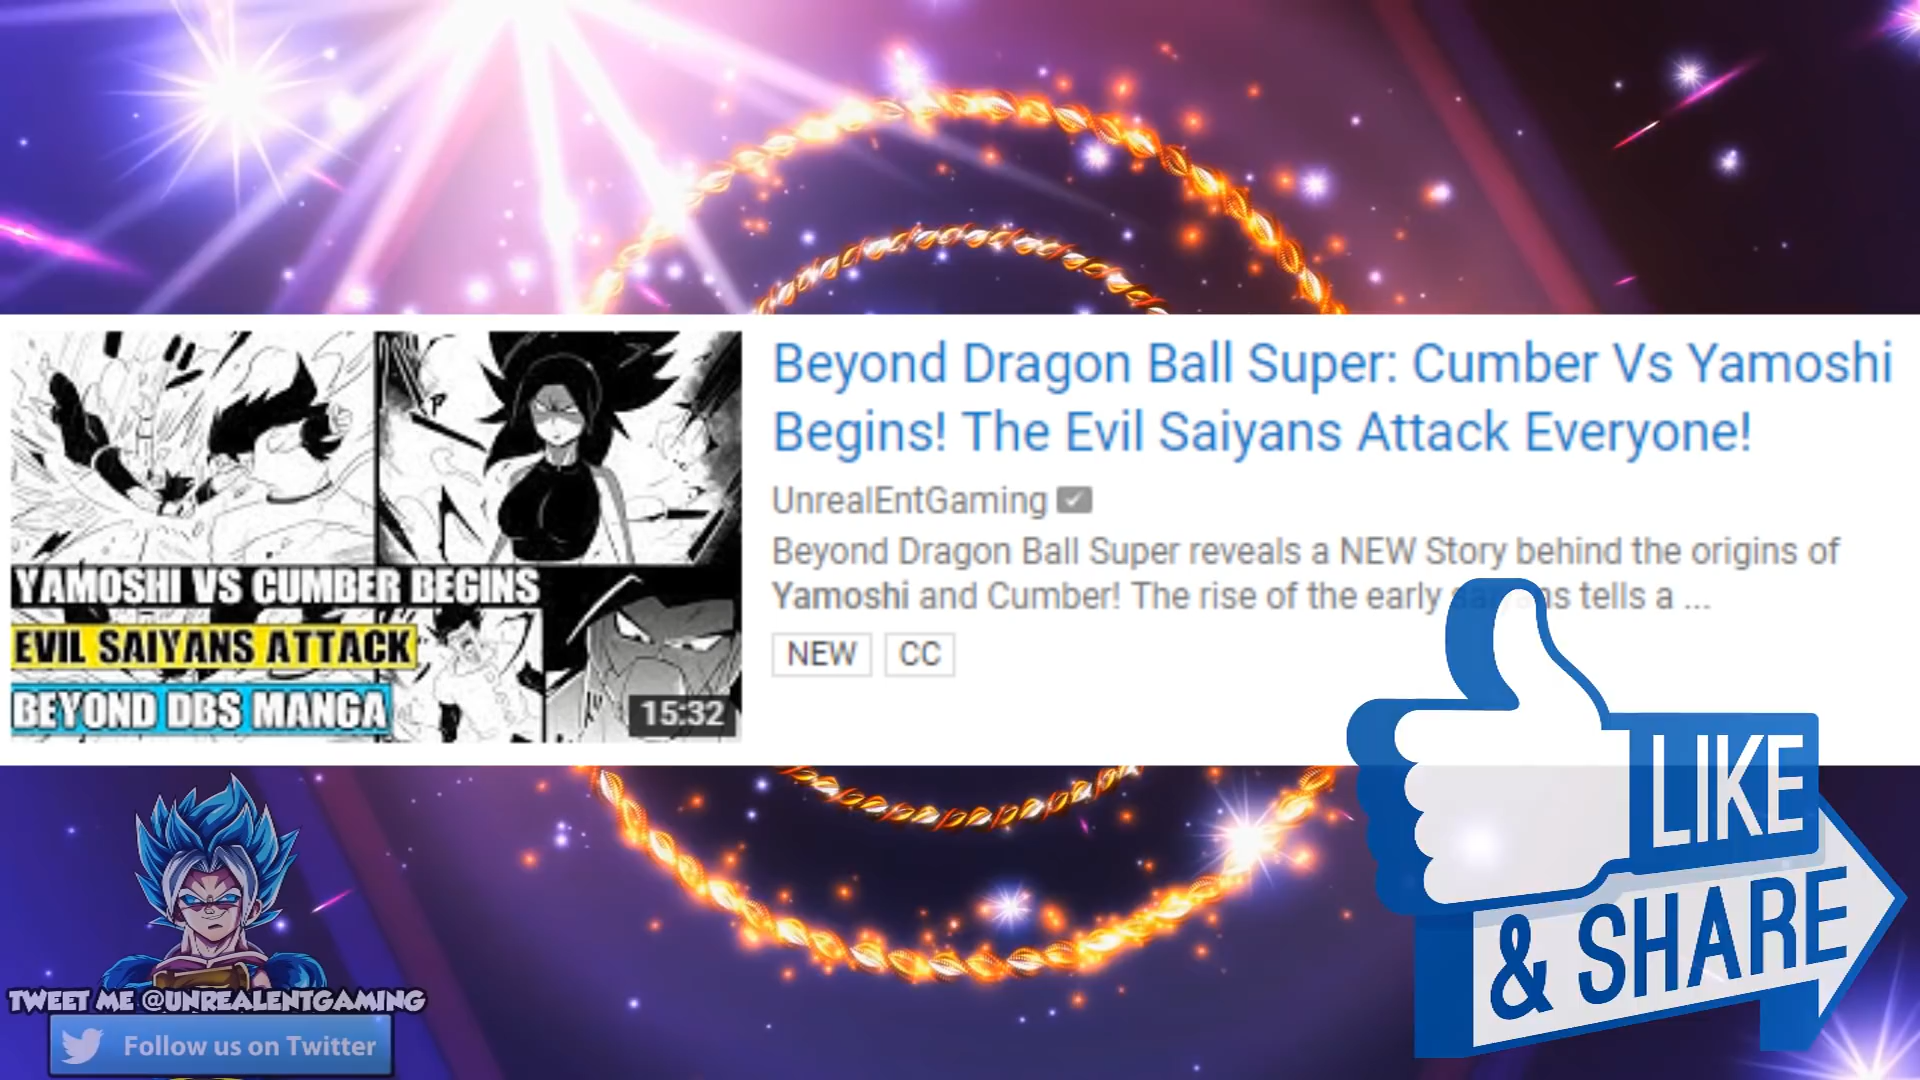 Beyond Dragon Ball Super: Cumber Vs Yamoshi
Begins! The Evil Saiyans Attack Everyone!
UnrealEntGaming
Beyond Dragon Ball Super reveals a NEW Story behind the origins of
Yamoshi and Cumber! The rise of the early saiyans tells a ...
NEW CC
YAMOSHI VS CUMBER BEGINS
EVIL SAIYANS ATTACK
BEYOND DBS MANGA
15:32
LIKE
& SHARE
TWEET ME @UNREALENTGAMING
Follow us on Twitter